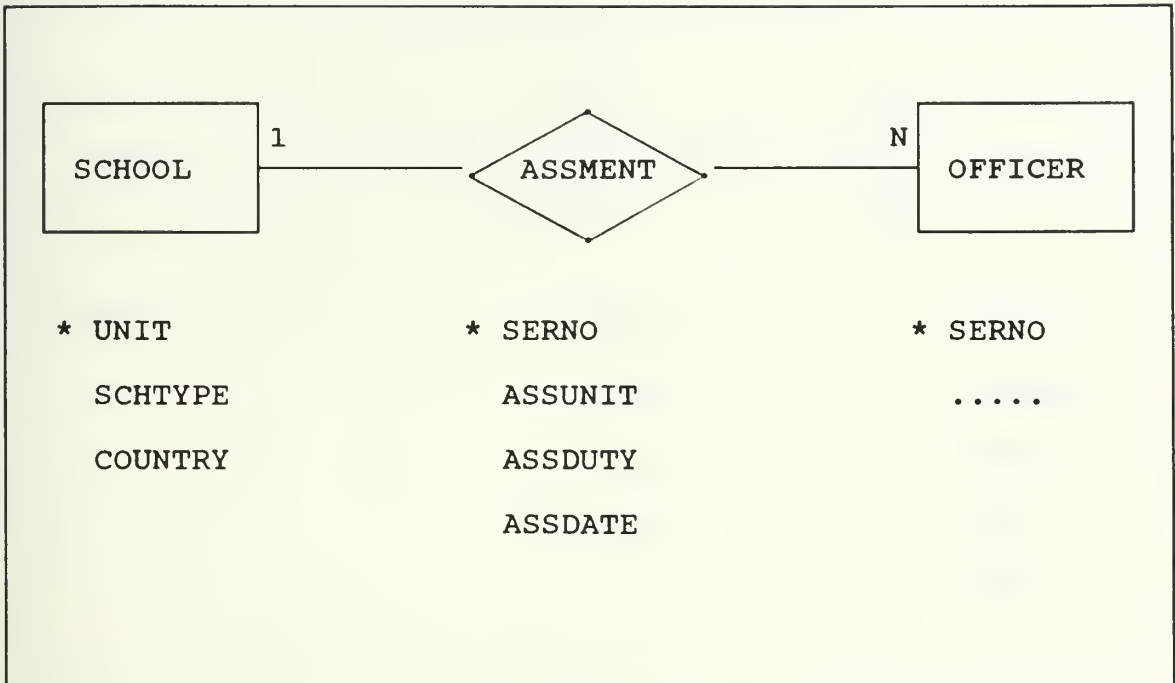 1
N
SCHOOL
ASSMENT
OFFICER
* UNIT
SCHTYPE
COUNTRY
* SERNO
ASSUNIT
ASSDUTY
ASSDATE
* SERNO
.....